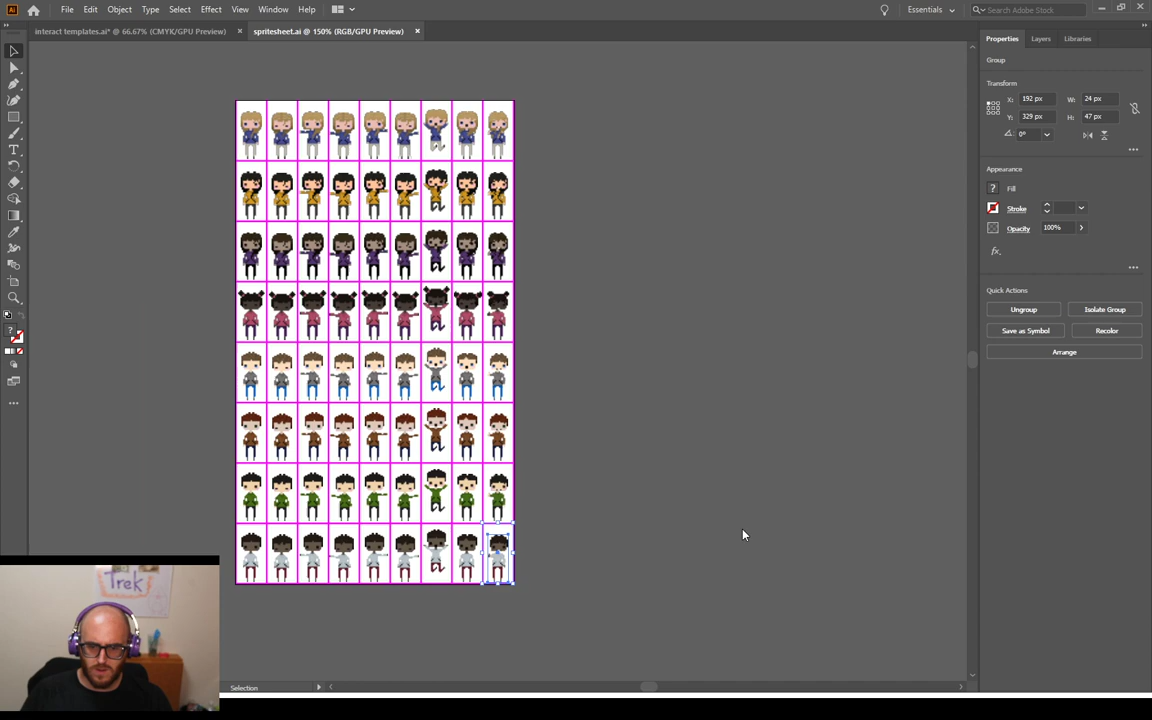 Ai File Edit Object Type Select Effect View Window Help Essentials Search Adobe Stock
interact templates.ai* @ 66.67% (CMYK/GPU Preview) × spritesheet.ai @ 150% (RGB/GPU Preview) ×
Properties Layers Libraries
Group
Transform
X: 192 px W: 24 px
Y: 329 px H: 47 px
0°
Appearance
? Fill
Stroke
Opacity 100%
fx.
Quick Actions
Ungroup Isolate Group
Save as Symbol Recolor
Arrange
Trek
Selection